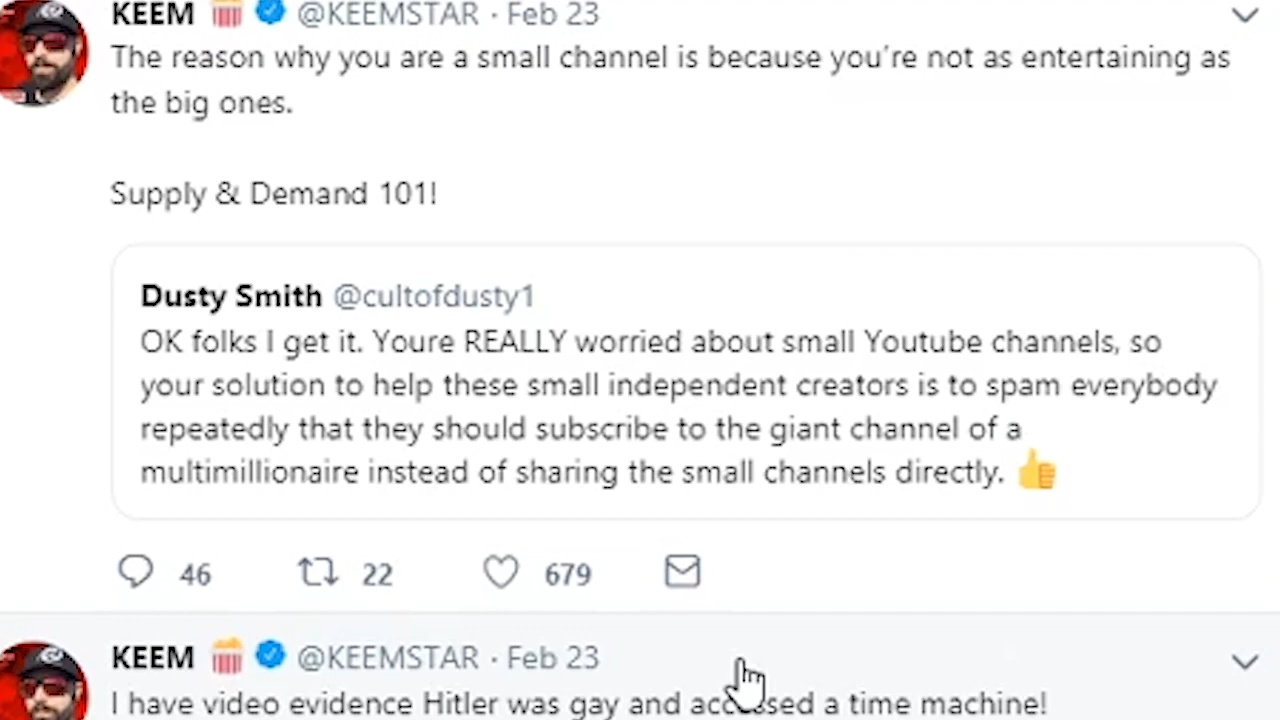 KEEM 🍿 @KEEMSTAR · Feb 23
The reason why you are a small channel is because you're not as entertaining as
the big ones.
Supply & Demand 101!
Dusty Smith @cultofdusty1
OK folks I get it. Youre REALLY worried about small Youtube channels, so
your solution to help these small independent creators is to spam everybody
repeatedly that they should subscribe to the giant channel of a
multimillionaire instead of sharing the small channels directly. 👍
46 22 679
KEEM 🍿 @KEEMSTAR · Feb 23
I have video evidence Hitler was gay and accessed a time machine!